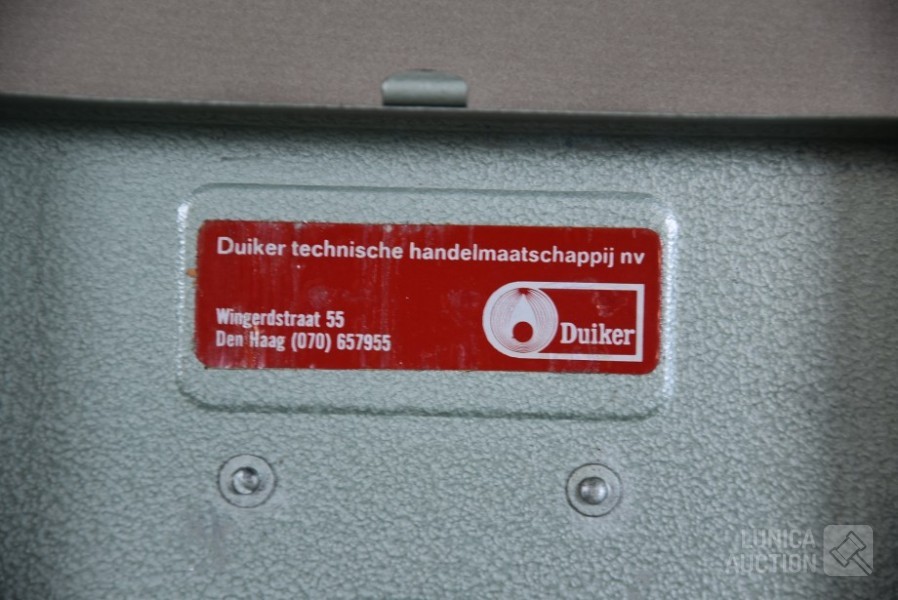 Duiker technische handelmaatschappij nv
Wingerdstraat 55
Den Haag (070) 657955
Duiker
LUNICA
AUCTION